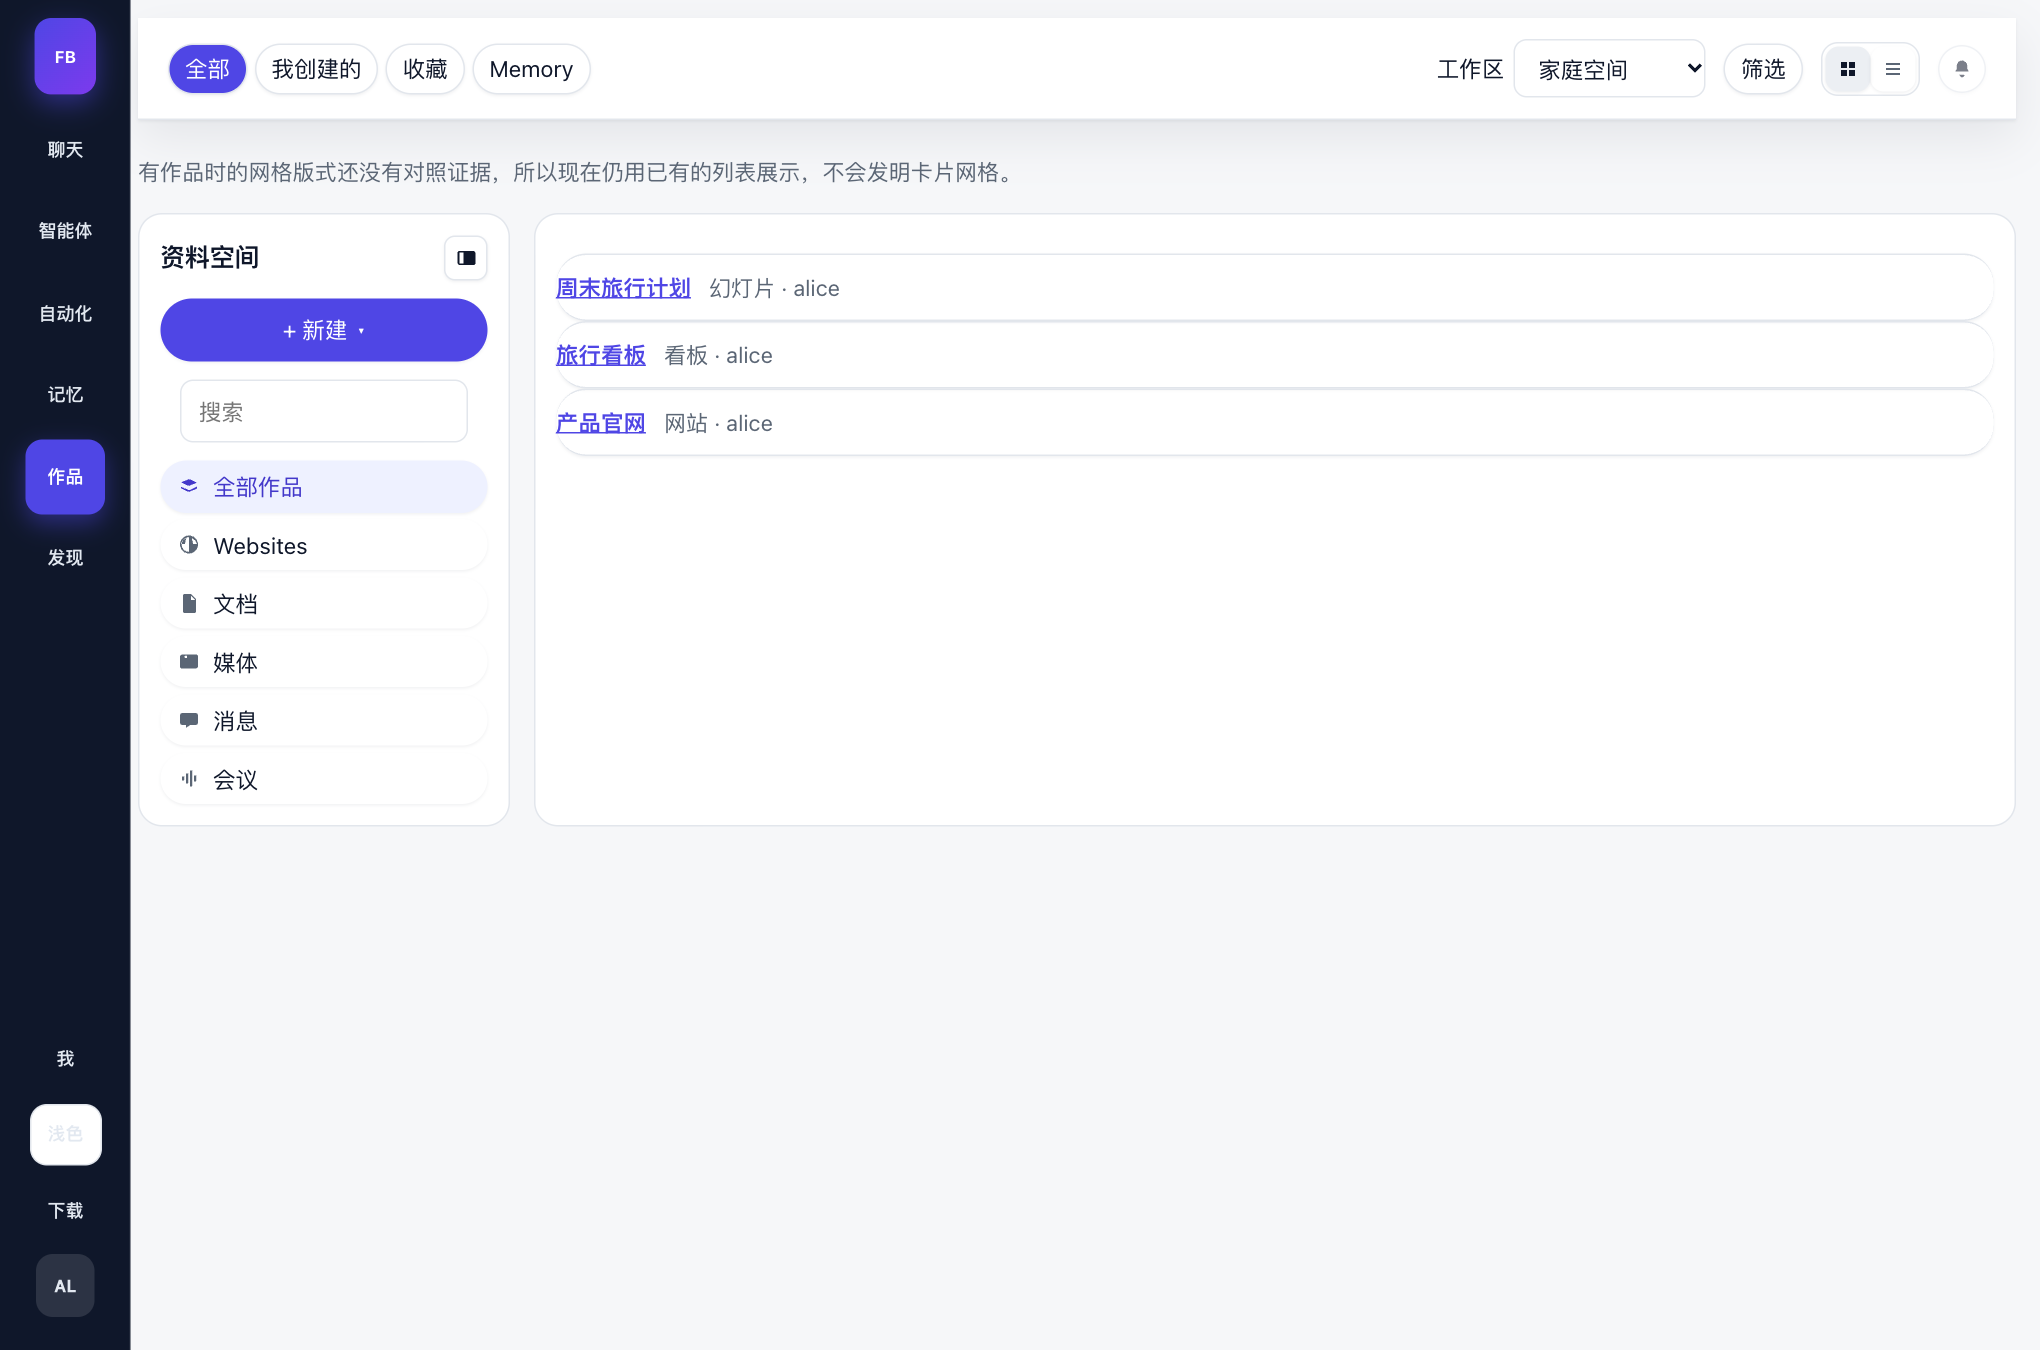 FB
聊天
智能体
自动化
记忆
作品
发现
我
浅色
下载
AL
全部 我创建的 收藏 Memory 工作区 家庭空间 筛选
有作品时的网格版式还没有对照证据，所以现在仍用已有的列表展示，不会发明卡片网格。
资料空间
+ 新建 ▾
搜索
全部作品
Websites
文档
媒体
消息
会议
周末旅行计划 幻灯片 · alice
旅行看板 看板 · alice
产品官网 网站 · alice